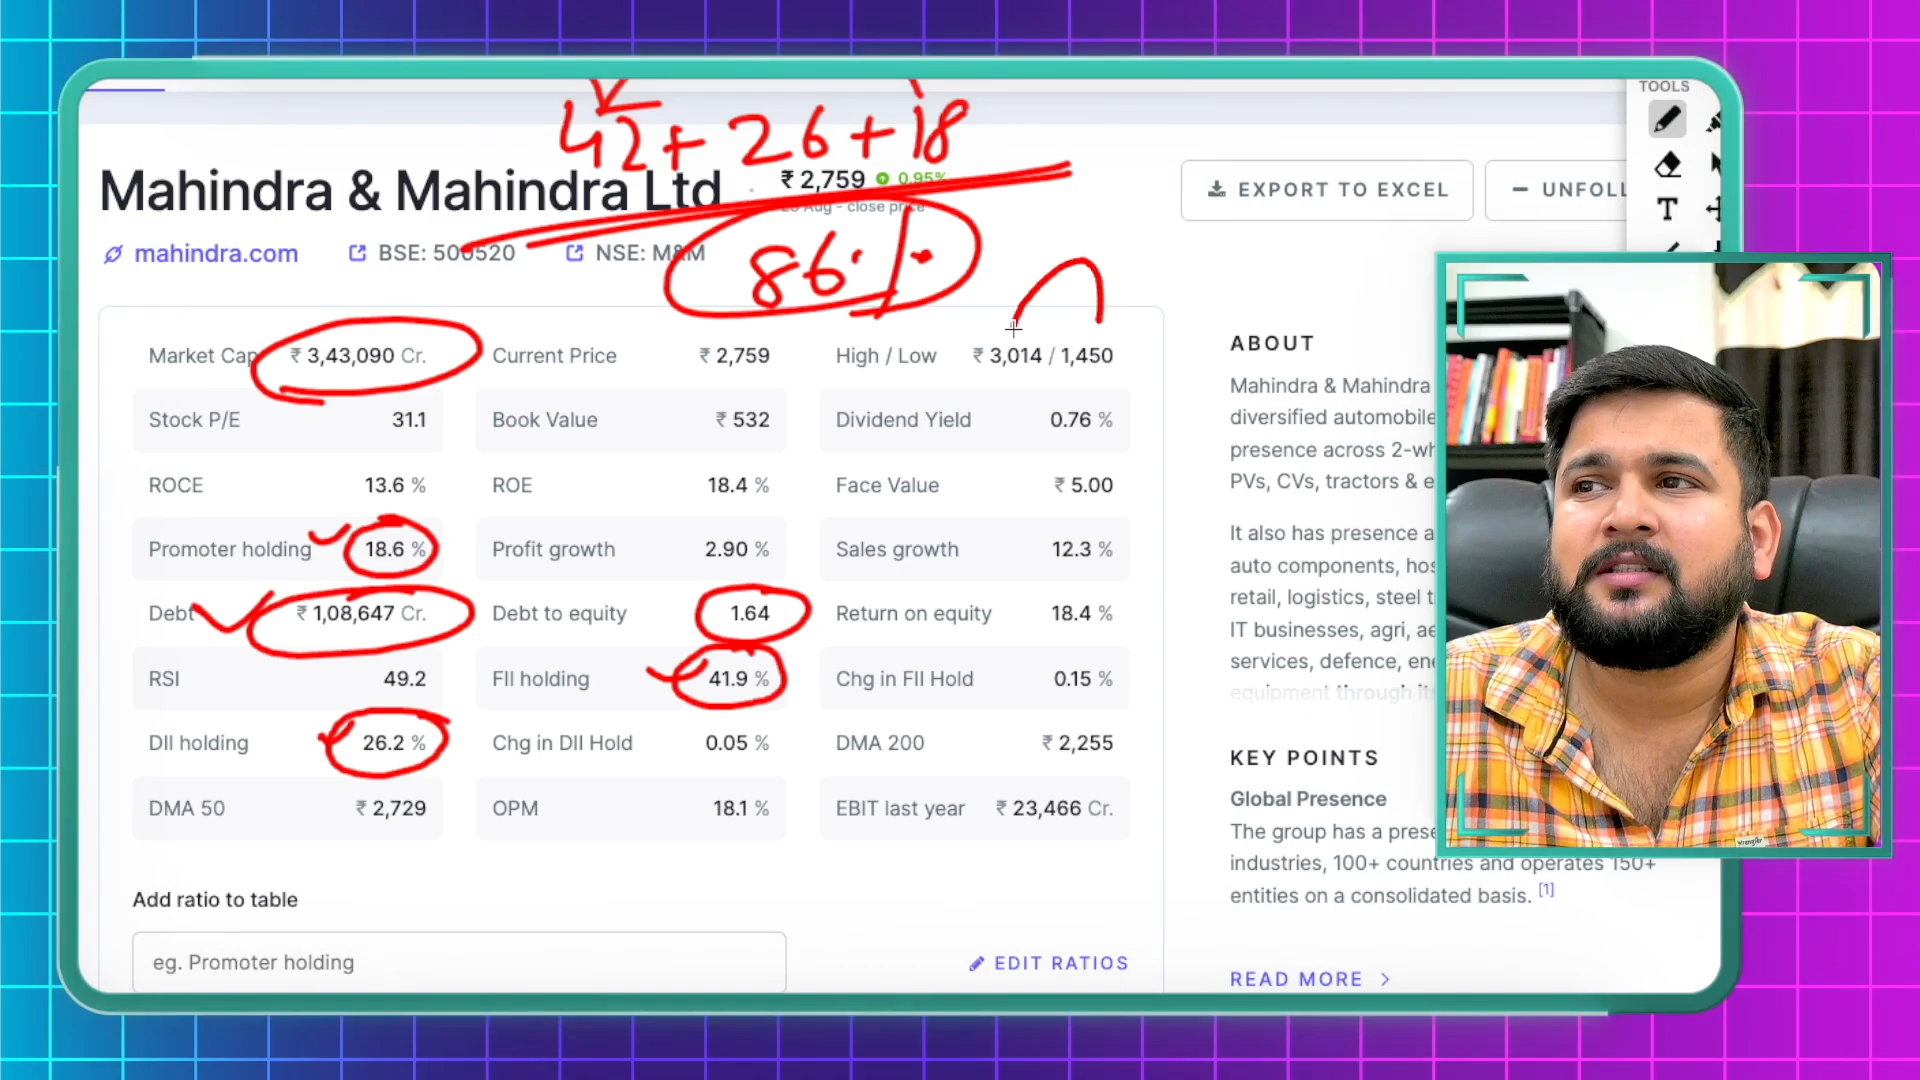 TOOLS
42 + 26 + 18
Mahindra & Mahindra Ltd ₹ 2,759 0.95%
Aug - close price
EXPORT TO EXCEL
UNFOLL
T
mahindra.com BSE: 500520 NSE: M&M
86%
Market Cap ₹ 3,43,090 Cr. Current Price ₹ 2,759 High / Low ₹ 3,014 / 1,450
Stock P/E 31.1 Book Value ₹ 532 Dividend Yield 0.76 %
ROCE 13.6 % ROE 18.4 % Face Value ₹ 5.00
Promoter holding 18.6 % Profit growth 2.90 % Sales growth 12.3 %
Debt ₹ 1,08,647 Cr. Debt to equity 1.64 Return on equity 18.4 %
RSI 49.2 FII holding 41.9 % Chg in FII Hold 0.15 %
DII holding 26.2 % Chg in DII Hold 0.05 % DMA 200 ₹ 2,255
DMA 50 ₹ 2,729 OPM 18.1 % EBIT last year ₹ 23,466 Cr.
Add ratio to table
eg. Promoter holding
EDIT RATIOS
ABOUT
Mahindra & Mahindra
diversified automobile
presence across 2-wh
PVs, CVs, tractors & e
It also has presence a
auto components, hos
retail, logistics, steel t
IT businesses, agri, ae
services, defence, ene
equipment through its
KEY POINTS
Global Presence
The group has a prese
industries, 100+ countries and operates 150+
entities on a consolidated basis. [1]
READ MORE
Wrangler